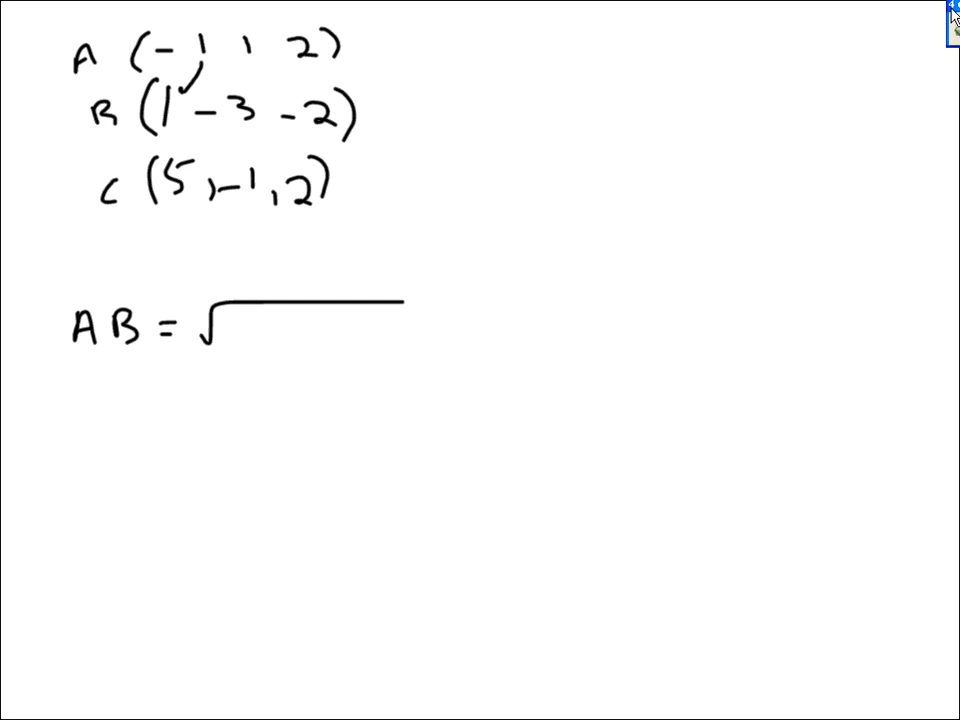 A (-1 1 2)
B (1 -3 -2)
C (5, -1, 2)
AB = √